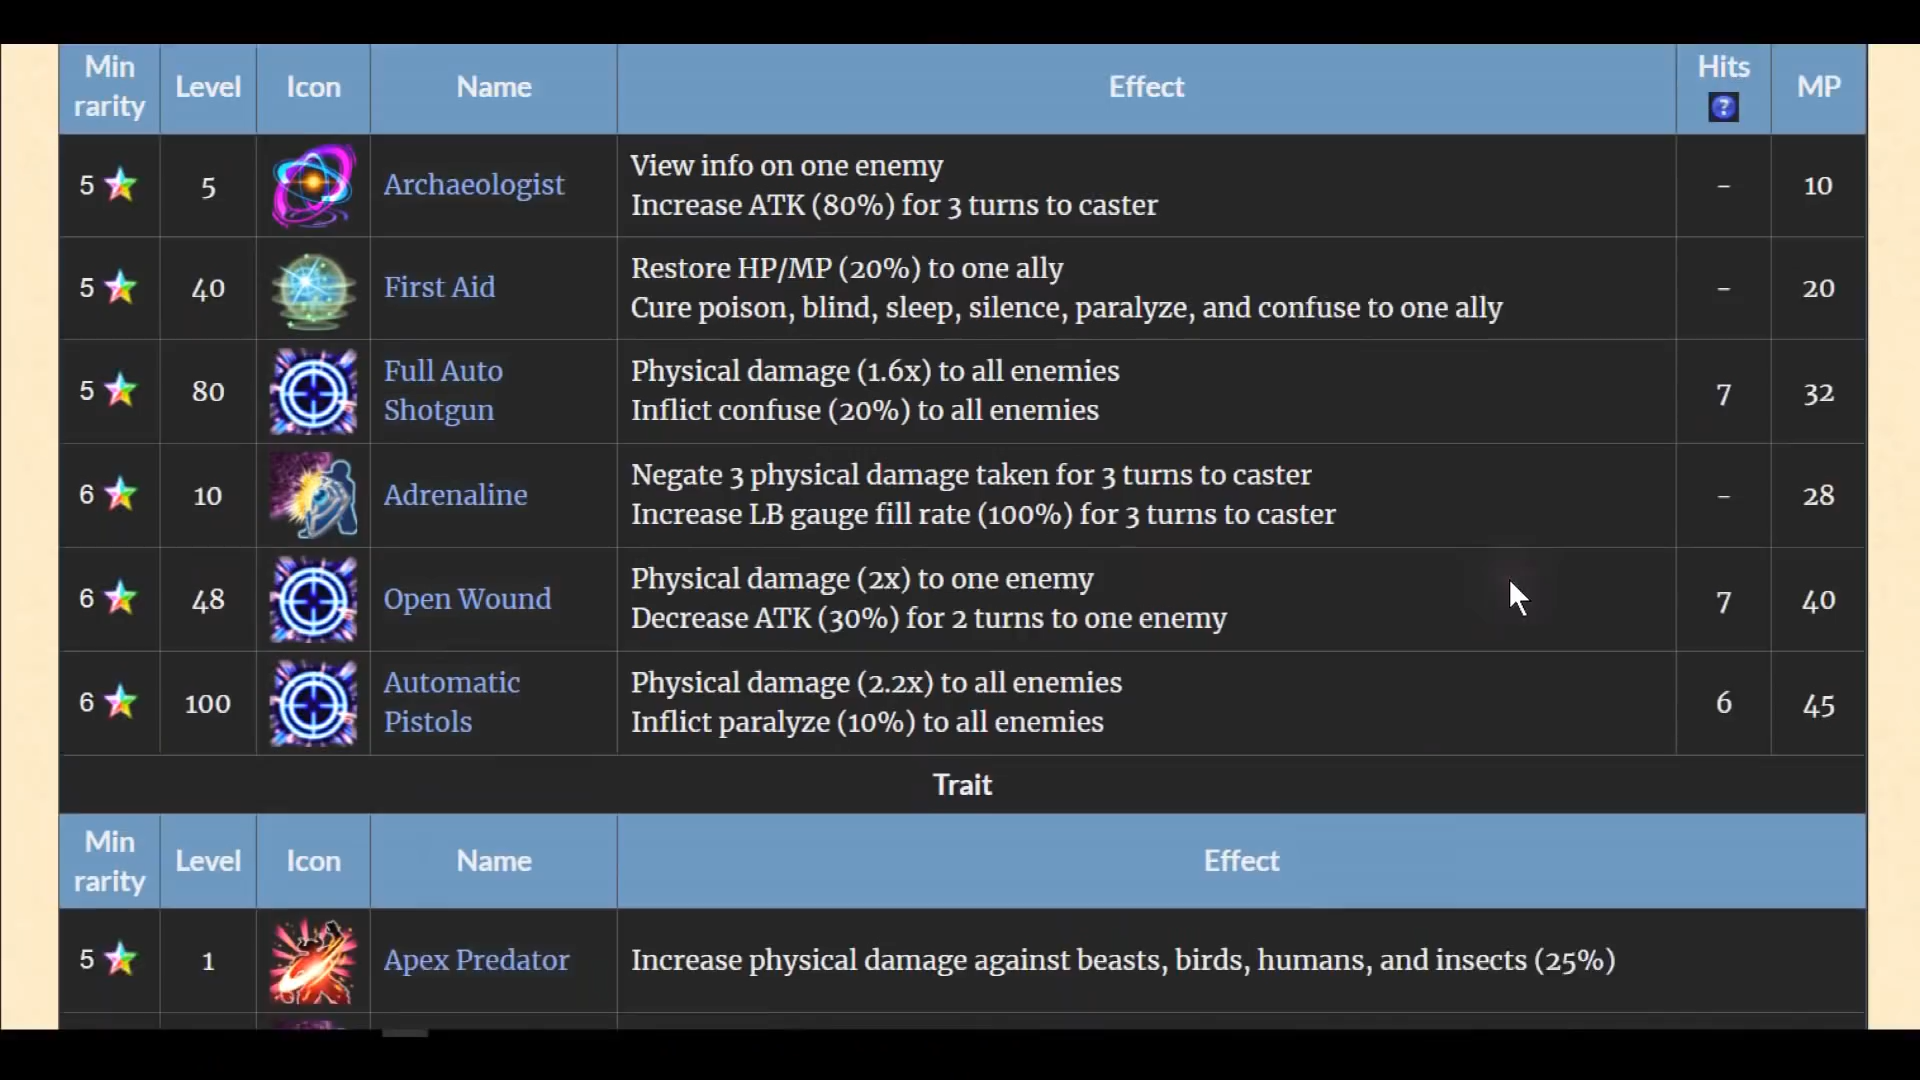 Min rarity Level Icon Name Effect Hits ? MP
5 5 Archaeologist View info on one enemy - 10
Increase ATK (80%) for 3 turns to caster
5 40 First Aid Restore HP/MP (20%) to one ally - 20
Cure poison, blind, sleep, silence, paralyze, and confuse to one ally
5 80 Full Auto Shotgun Physical damage (1.6x) to all enemies 7 32
Inflict confuse (20%) to all enemies
6 10 Adrenaline Negate 3 physical damage taken for 3 turns to caster - 28
Increase LB gauge fill rate (100%) for 3 turns to caster
6 48 Open Wound Physical damage (2x) to one enemy 7 40
Decrease ATK (30%) for 2 turns to one enemy
6 100 Automatic Pistols Physical damage (2.2x) to all enemies 6 45
Inflict paralyze (10%) to all enemies
Trait
Min rarity Level Icon Name Effect
5 1 Apex Predator Increase physical damage against beasts, birds, humans, and insects (25%)